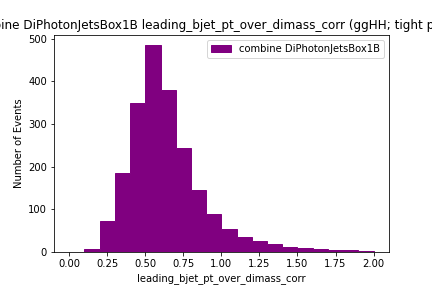 ine DiPhotonJetsBox1B leading_bjet_pt_over_dimass_corr (ggHH; tight p
combine DiPhotonJetsBox1B
Number of Events
500
400
300
200
100
0
0.00 0.25 0.50 0.75 1.00 1.25 1.50 1.75 2.00
leading_bjet_pt_over_dimass_corr